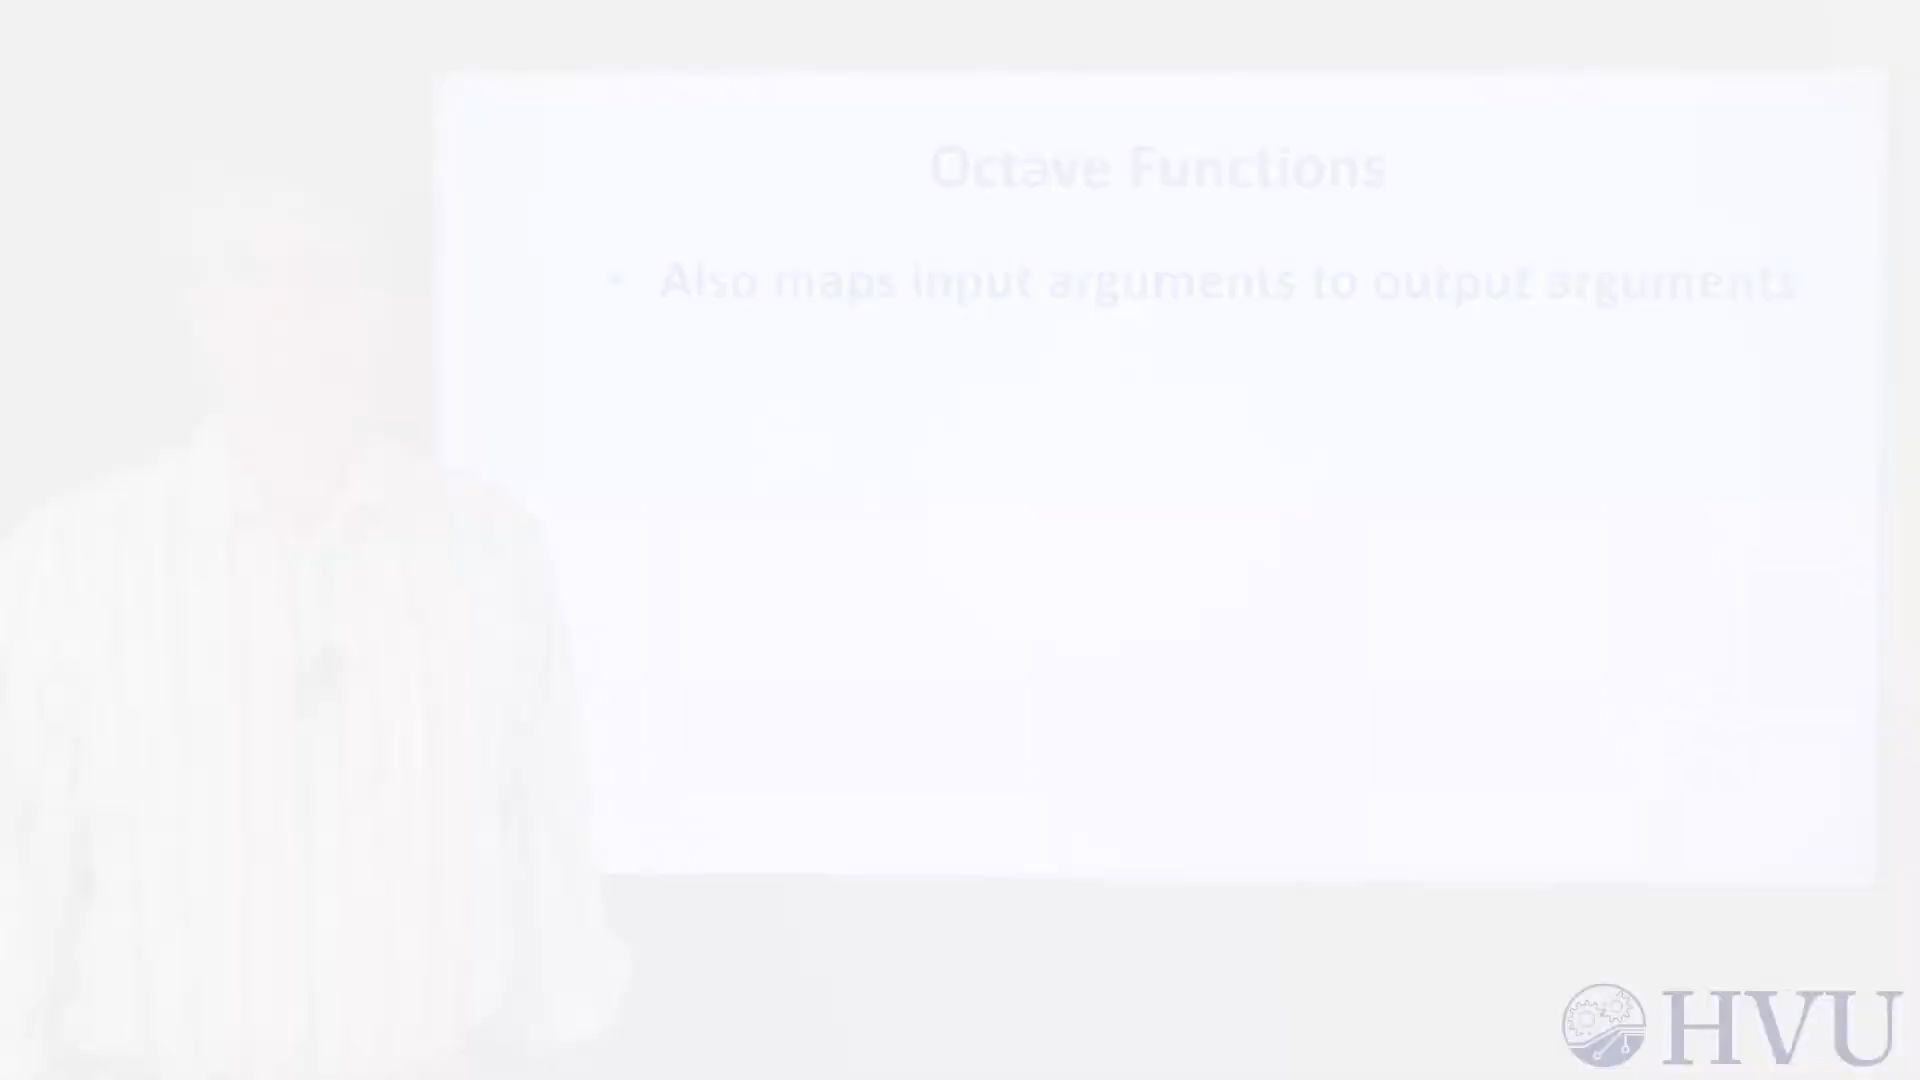 Octave Functions
• Also maps input arguments to output arguments
HVU